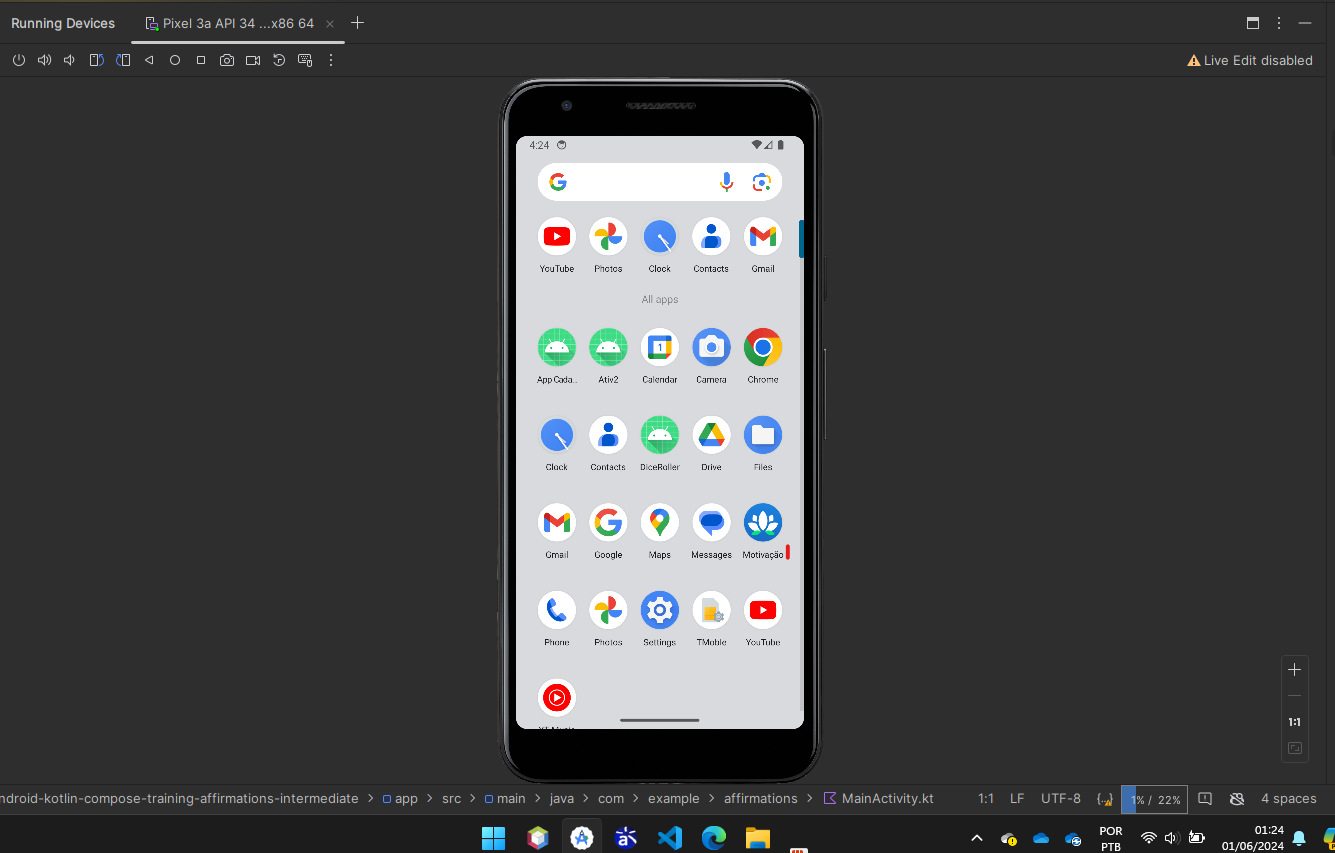 Running Devices Pixel 3a API 34 ...x86 64
Live Edit disabled
4:24
YouTube Photos Clock Contacts Gmail
All apps
App Cada.. Ativ2 Calendar Camera Chrome
Clock Contacts DiceRoller Drive Files
Gmail Google Maps Messages Motivação
Phone Photos Settings TMoble YouTube
1:1
ndroid-kotlin-compose-training-affirmations-intermediate > app > src > main > java > com > example > affirmations > MainActivity.kt 1:1 LF UTF-8 1% / 22% 4 spaces
POR 01:24
PTB 01/06/2024